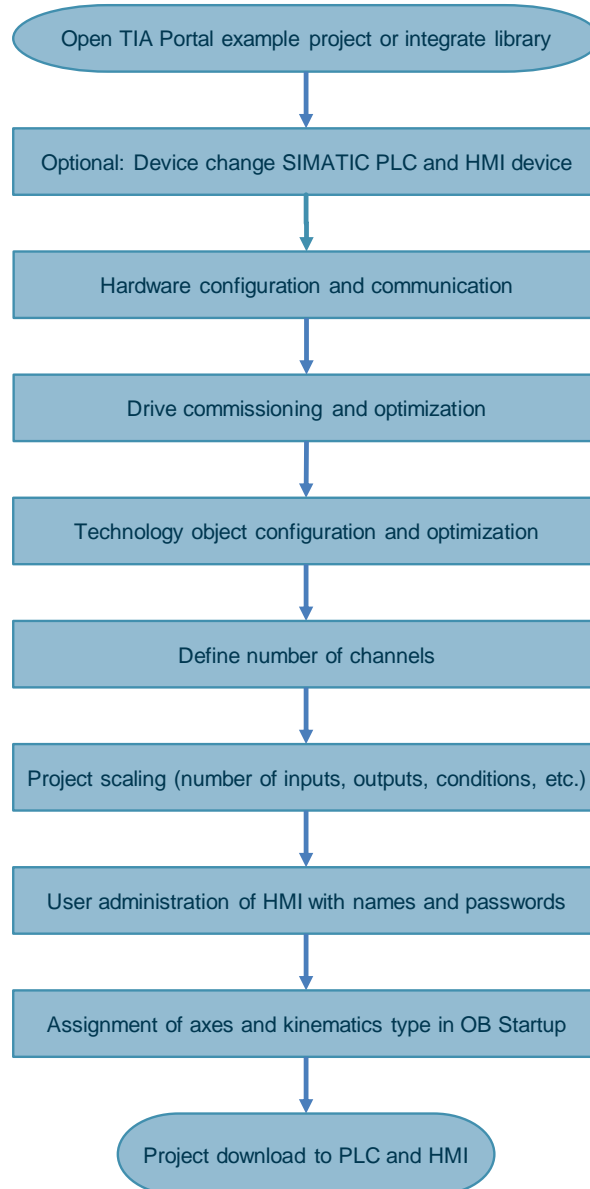 Open TIA Portal example project or integrate library
Optional: Device change SIMATIC PLC and HMI device
Hardware configuration and communication
Drive commissioning and optimization
Technology object configuration and optimization
Define number of channels
Project scaling (number of inputs, outputs, conditions, etc.)
User administration of HMI with names and passwords
Assignment of axes and kinematics type in OB Startup
Project download to PLC and HMI